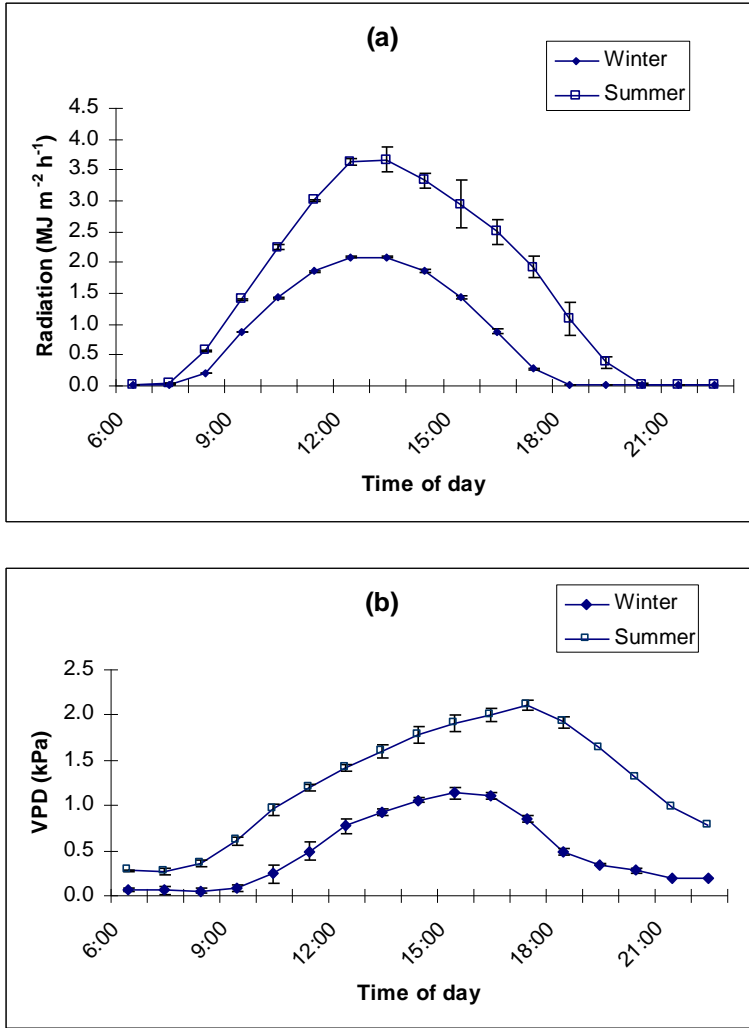 (a)
Winter
Summer
4.5
4.0
3.5
3.0
2.5
2.0
1.5
1.0
0.5
0.0
Radiation (MJ m⁻² h⁻¹)
6:00
9:00
12:00
15:00
18:00
21:00
Time of day
(b)
Winter
Summer
2.5
2.0
1.5
1.0
0.5
0.0
VPD (kPa)
6:00
9:00
12:00
15:00
18:00
21:00
Time of day